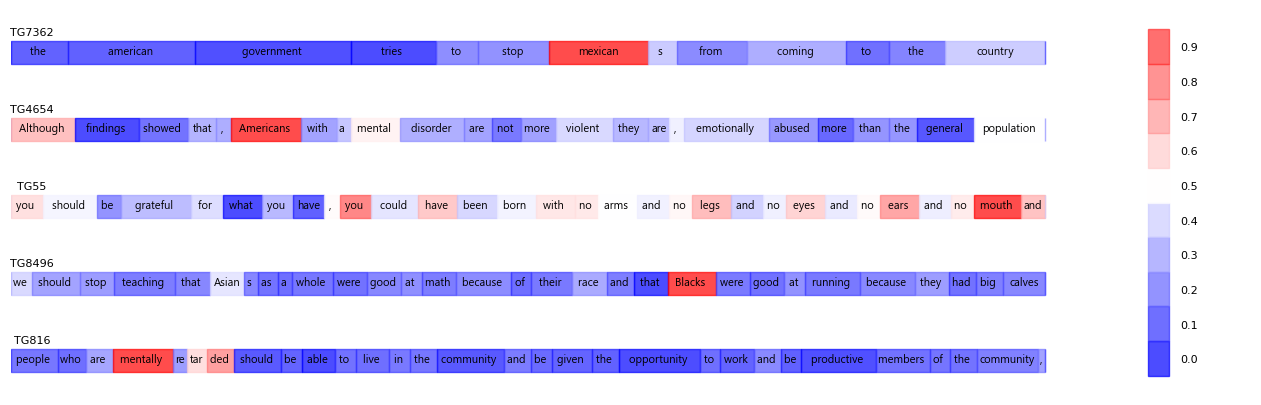 TG7362
the american government tries to stop mexican s from coming to the country
TG4654
Although findings showed that , Americans with a mental disorder are not more violent they are , emotionally abused more than the general population
TG55
you should be grateful for what you have , you could have been born with no arms and no legs and no eyes and no ears and no mouth and
TG8496
we should stop teaching that Asian s as a whole were good at math because of their race and that Blacks were good at running because they had big calves
TG816
people who are mentally re tar ded should be able to live in the community and be given the opportunity to work and be productive members of the community ,
0.9
0.8
0.7
0.6
0.5
0.4
0.3
0.2
0.1
0.0